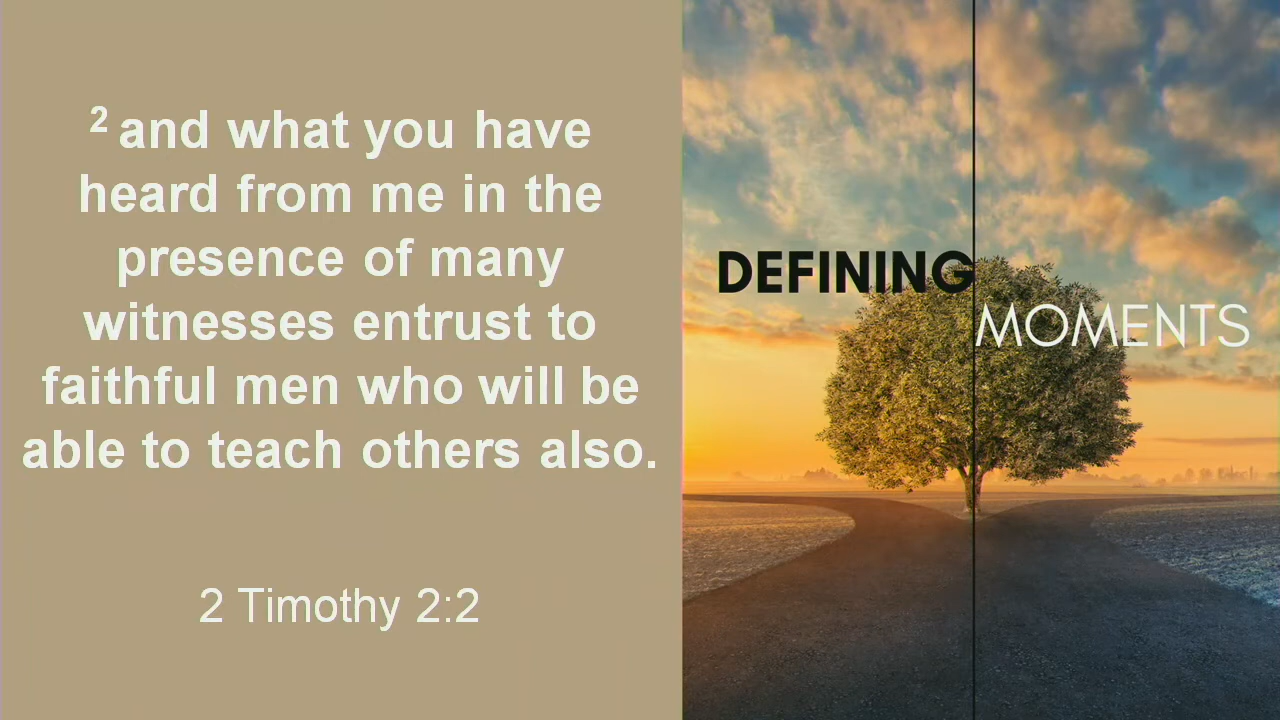 ² and what you have
heard from me in the
presence of many
witnesses entrust to
faithful men who will be
able to teach others also.
2 Timothy 2:2
DEFINING
MOMENTS